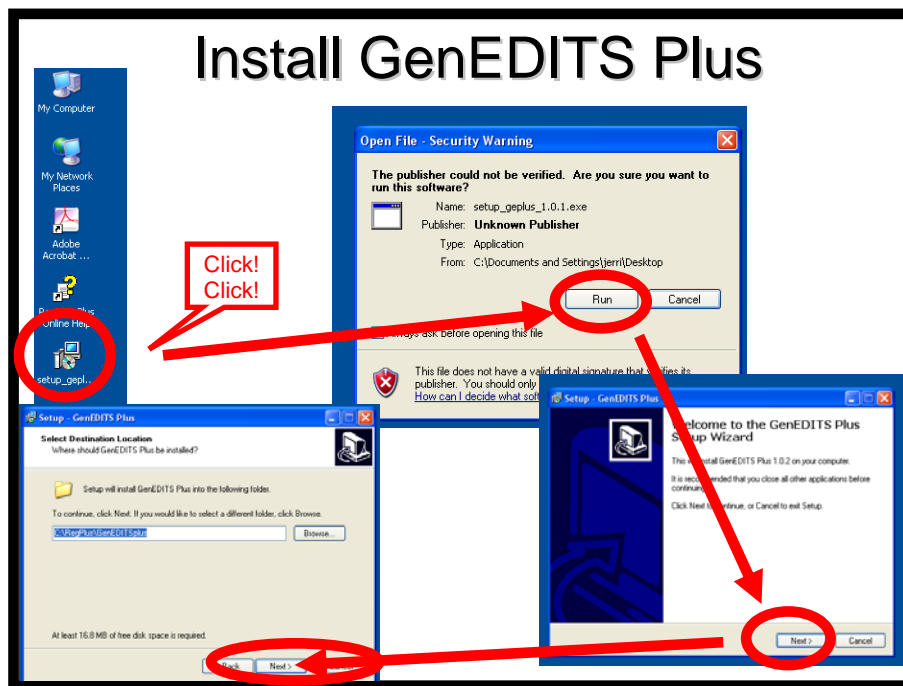 Install GenEDITS Plus
My Computer
My Network
Places
Adobe
Acrobat ...
Plus
Online Help
setup_gepl...
Click!
Click!
Open File - Security Warning
The publisher could not be verified. Are you sure you want to
run this software?
Name: setup_geplus_1.0.1.exe
Publisher: Unknown Publisher
Type: Application
From: C:\Documents and Settings\jerri\Desktop
Run Cancel
ask before opening this file
This file does not have a valid digital signature that verifies its
publisher. You should only
How can I decide what
Setup - GenEDITS Plus
Welcome to the GenEDITS Plus
Setup Wizard
This will install GenEDITS Plus 1.0.2 on your computer.
It is recommended that you close all other applications before
continuing.
Click Next to continue, or Cancel to exit Setup.
Next > Cancel
Setup - GenEDITS Plus
Select Destination Location
Where should GenEDITS Plus be installed?
Setup will install GenEDITS Plus into the following folder.
To continue, click Next. If you would like to select a different folder, click Browse.
C:\RegPlus\GenEDITSplus
Browse...
At least 16.8 MB of free disk space is required.
Back Next >